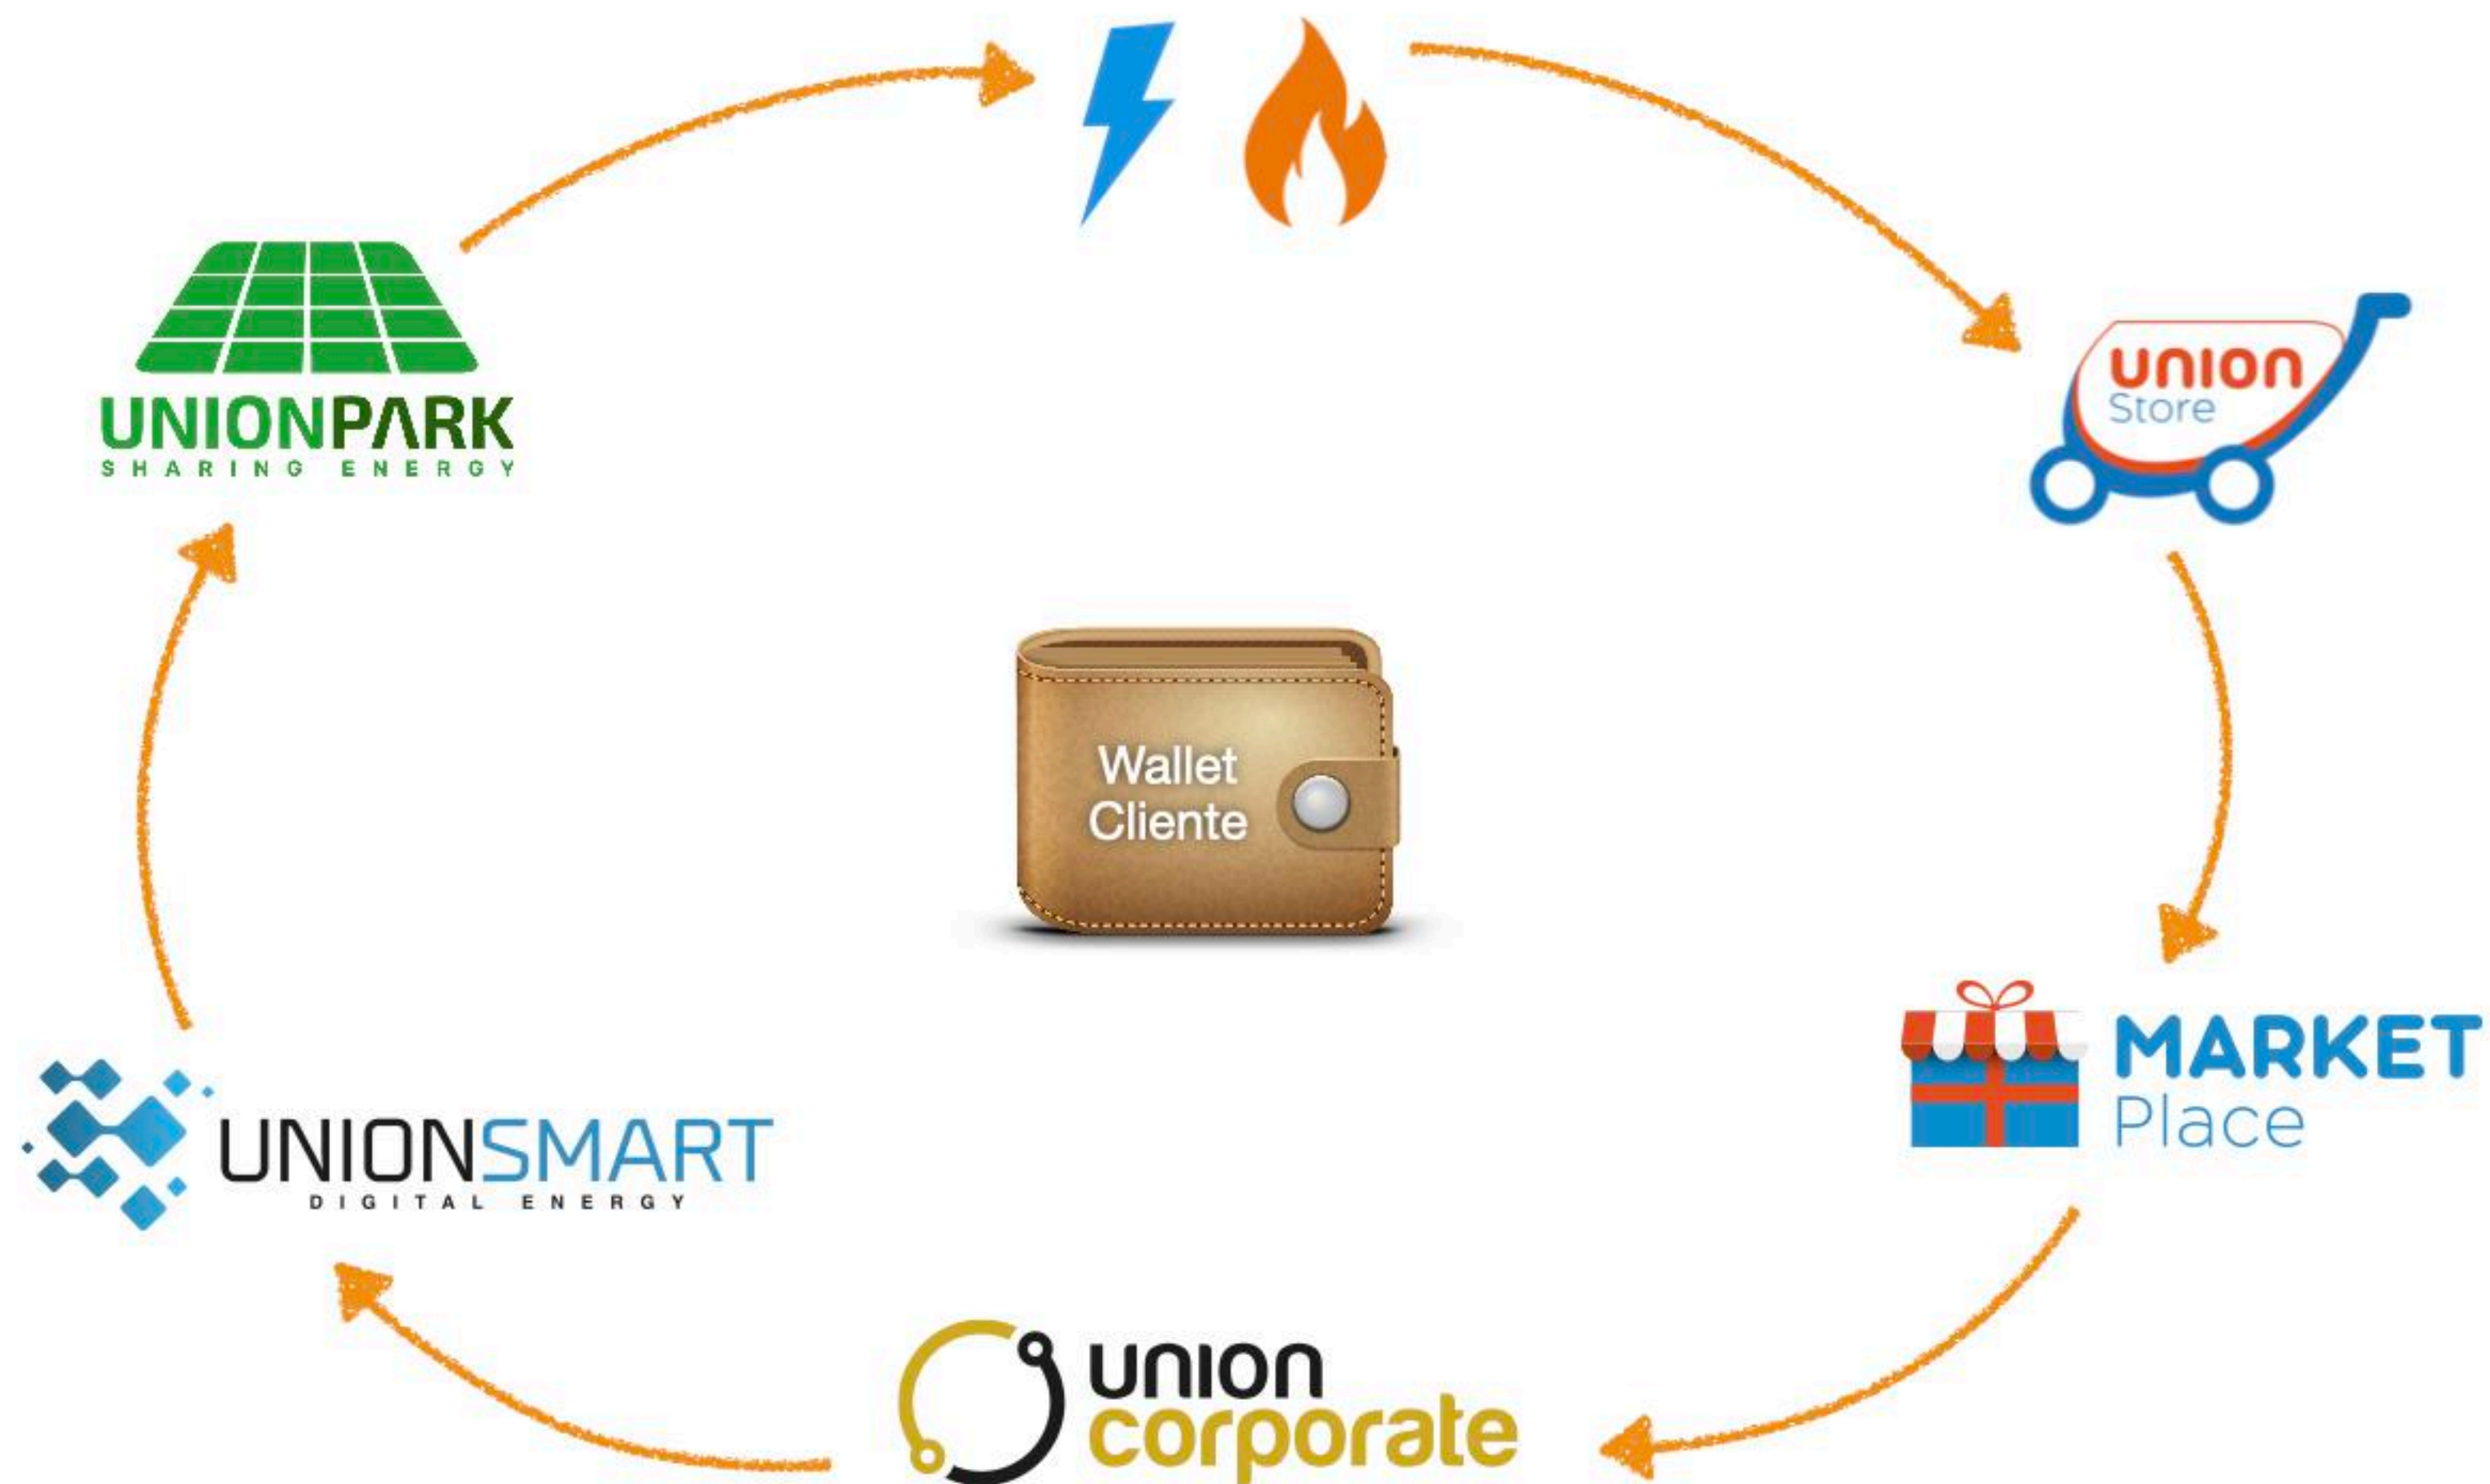 UNIONPARK
SHARING ENERGY
union
Store
Wallet
Cliente
MARKET
Place
UNIONSMART
DIGITAL ENERGY
union
corporate